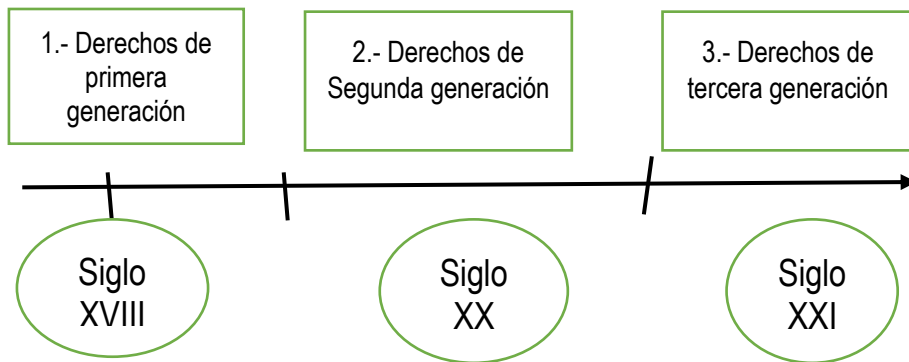 1.- Derechos de
primera
generación
2.- Derechos de
Segunda generación
3.- Derechos de
tercera generación
Siglo
XVIII
Siglo
XX
Siglo
XXI